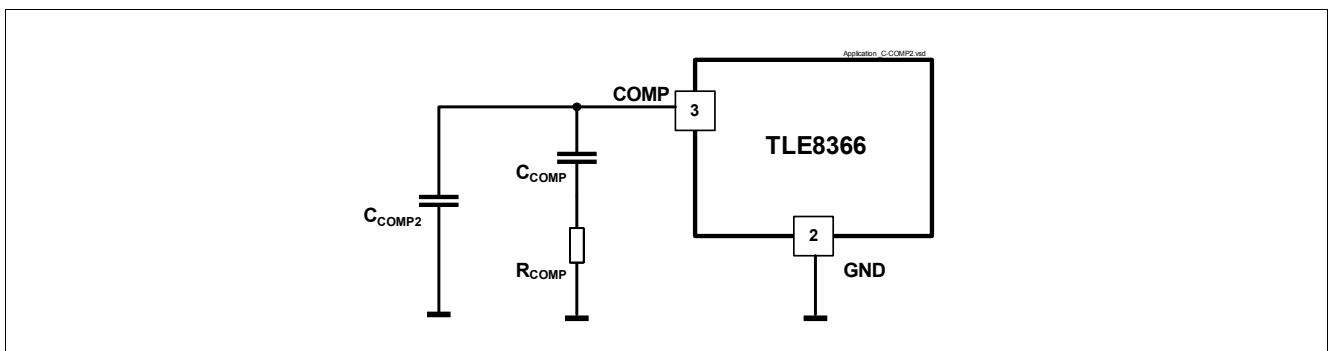 Application_C-COMP2.vsd
COMP
3
TLE8366
CCOMP
CCOMP2
2
RCOMP
GND